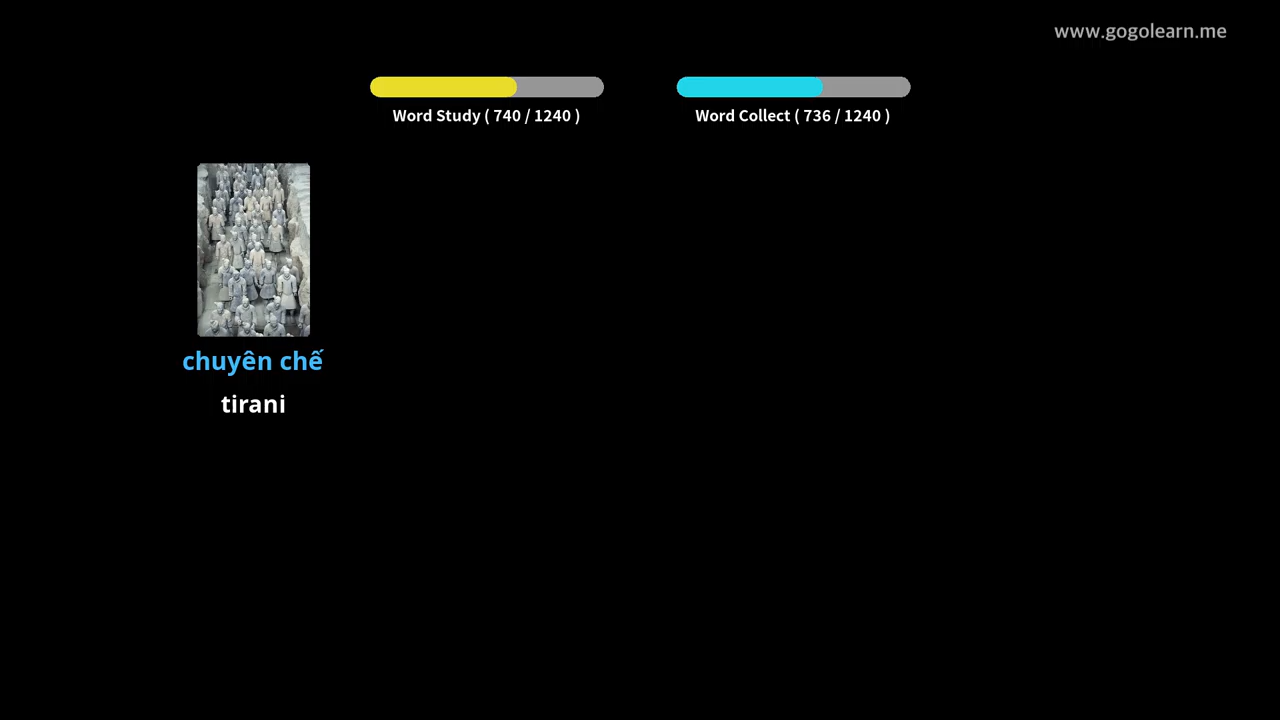 www.gogolearn.me
Word Study ( 740 / 1240 )
Word Collect ( 736 / 1240 )
chuyên chế
tirani